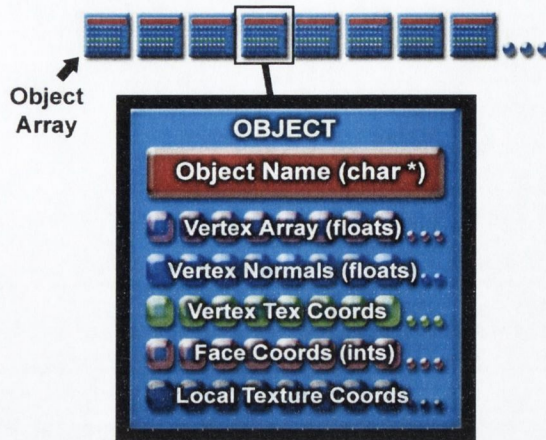 Object
Array
OBJECT
Object Name (char *)
Vertex Array (floats)
Vertex Normals (floats)
Vertex Tex Coords
Face Coords (ints)
Local Texture Coords